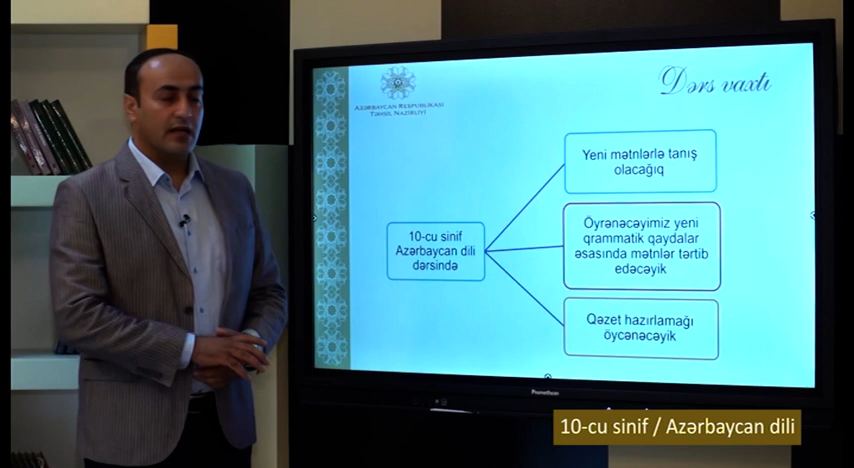 AZƏRBAYCAN RESPUBLİKASI
TƏHSİL NAZİRLİYİ
Dərs vaxtı
Yeni mətnlərlə tanış
olacağıq
10-cu sinif
Azərbaycan dili
dərsində
Öyrənəcəyimiz yeni
qrammatik qaydalar
əsasında mətnlər tərtib
edəcəyik
Qəzet hazırlamağı
öycənəcəyik
Promethean
10-cu sinif / Azərbaycan dili